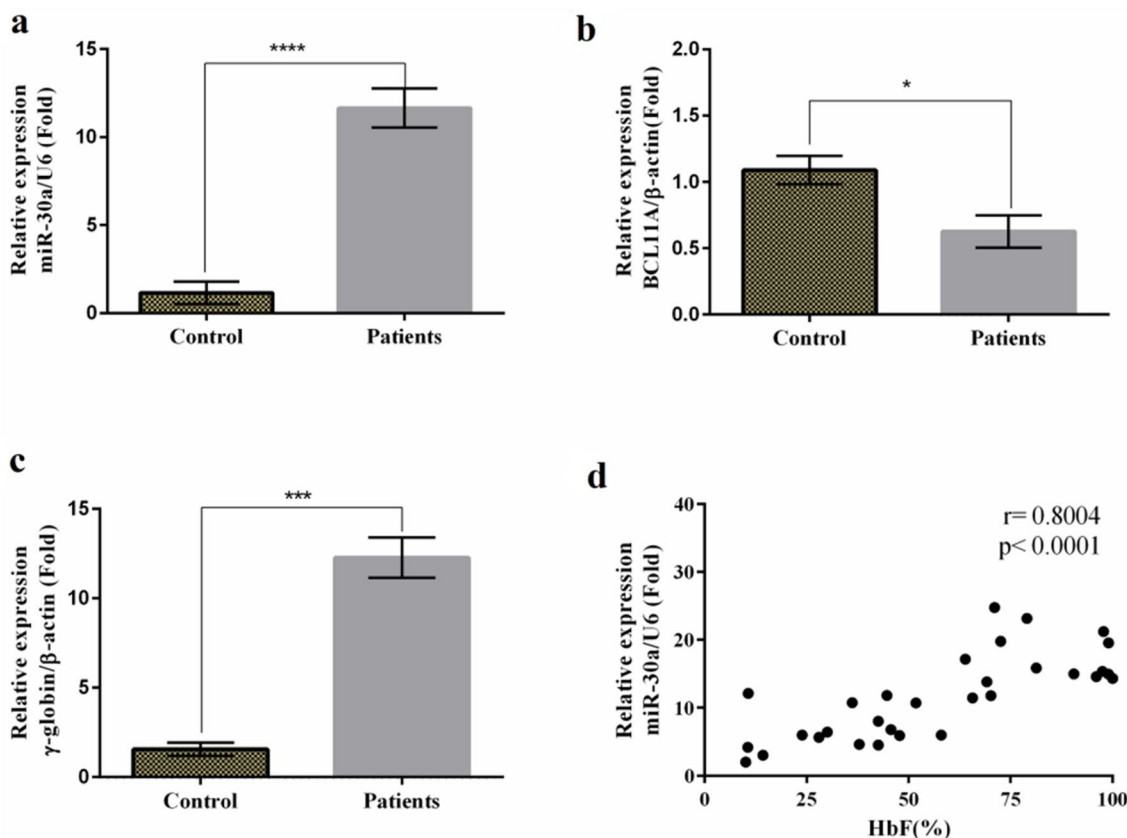 a
Relative expression
miR-30a/U6 (Fold)
15
10
5
0
****
Control
Patients
b
Relative expression
BCL11A/β-actin(Fold)
2.0
1.5
1.0
0.5
0.0
*
Control
Patients
c
Relative expression
γ-globin/β-actin (Fold)
15
10
5
0
***
Control
Patients
d
Relative expression
miR-30a/U6 (Fold)
40
30
20
10
0
r= 0.8004
p< 0.0001
0
25
50
75
100
HbF(%)